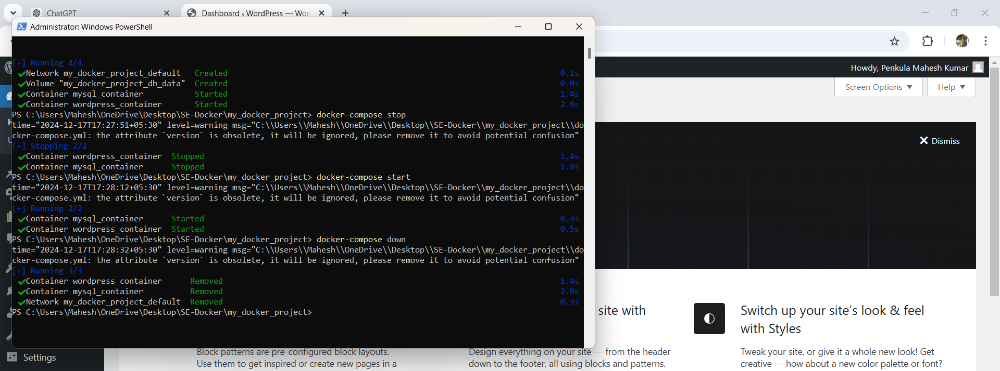 ChatGPT
Dashboard ‹ WordPress — Wor
Administrator: Windows PowerShell
Howdy, Penkula Mahesh Kumar
Screen Options
Help
Dismiss
[+] Running 4/4
Network my_docker_project_default Created 0.1s
Volume "my_docker_project_db_data" Created 0.0s
Container mysql_container Started 1.4s
Container wordpress_container Started 2.6s
PS C:\Users\Mahesh\OneDrive\Desktop\SE-Docker\my_docker_project> docker-compose stop
time="2024-12-17T17:27:51+05:30" level=warning msg="C:\\Users\\Mahesh\\OneDrive\\Desktop\\SE-Docker\\my_docker_project\\do
cker-compose.yml: the attribute `version` is obsolete, it will be ignored, please remove it to avoid potential confusion"
[+] Stopping 2/2
Container wordpress_container Stopped 1.4s
Container mysql_container Stopped 1.8s
PS C:\Users\Mahesh\OneDrive\Desktop\SE-Docker\my_docker_project> docker-compose start
time="2024-12-17T17:28:12+05:30" level=warning msg="C:\\Users\\Mahesh\\OneDrive\\Desktop\\SE-Docker\\my_docker_project\\do
cker-compose.yml: the attribute `version` is obsolete, it will be ignored, please remove it to avoid potential confusion"
[+] Running 2/2
Container mysql_container Started 0.3s
Container wordpress_container Started 0.5s
PS C:\Users\Mahesh\OneDrive\Desktop\SE-Docker\my_docker_project> docker-compose down
time="2024-12-17T17:28:32+05:30" level=warning msg="C:\\Users\\Mahesh\\OneDrive\\Desktop\\SE-Docker\\my_docker_project\\do
cker-compose.yml: the attribute `version` is obsolete, it will be ignored, please remove it to avoid potential confusion"
[+] Running 3/3
Container wordpress_container Removed 1.4s
Container mysql_container Removed 2.0s
Network my_docker_project_default Removed 0.3s
PS C:\Users\Mahesh\OneDrive\Desktop\SE-Docker\my_docker_project>
Settings
Block patterns are pre-configured block layouts.
Use them to get inspired or create new pages in a
site with
Design everything on your site — from the header
down to the footer, all using blocks and patterns.
Switch up your site’s look & feel
with Styles
Tweak your site, or give it a whole new look! Get
creative — how about a new color palette or font?